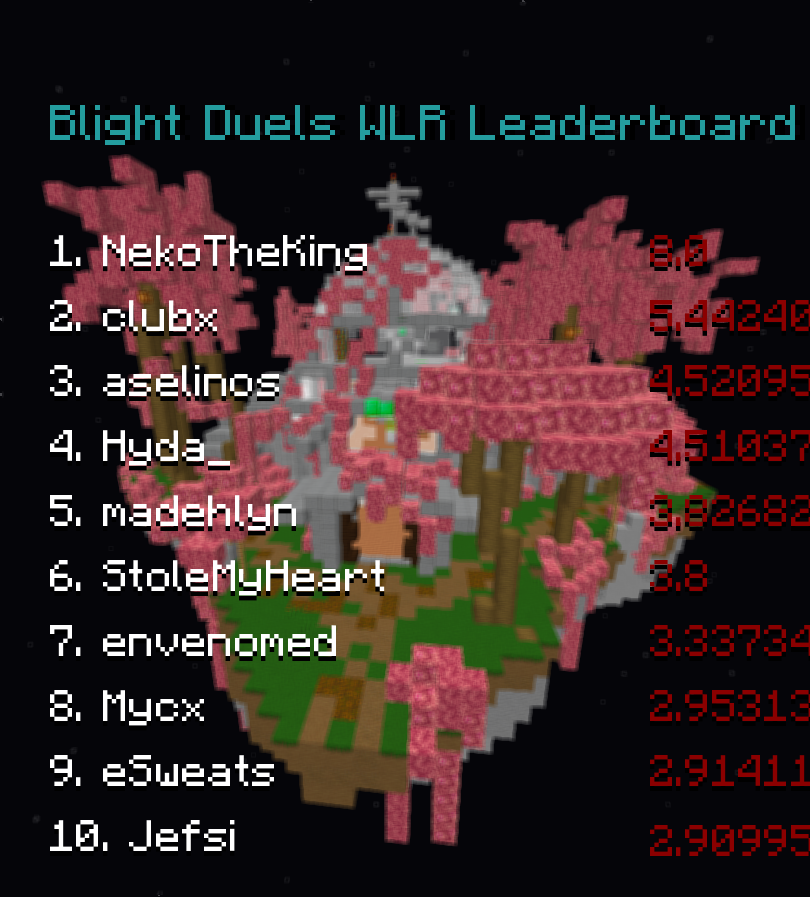 Blight Duels WLR Leaderboard
1. NekoTheKing 8.0
2. clubx 5.44240
3. aselinos 4.52095
4. Hyda_ 4.51037
5. madehlyn 3.82682
6. StoleMyHeart 3.8
7. envenomed 3.33734
8. Mycx 2.95313
9. eSweats 2.91411
10. Jefsi 2.90995